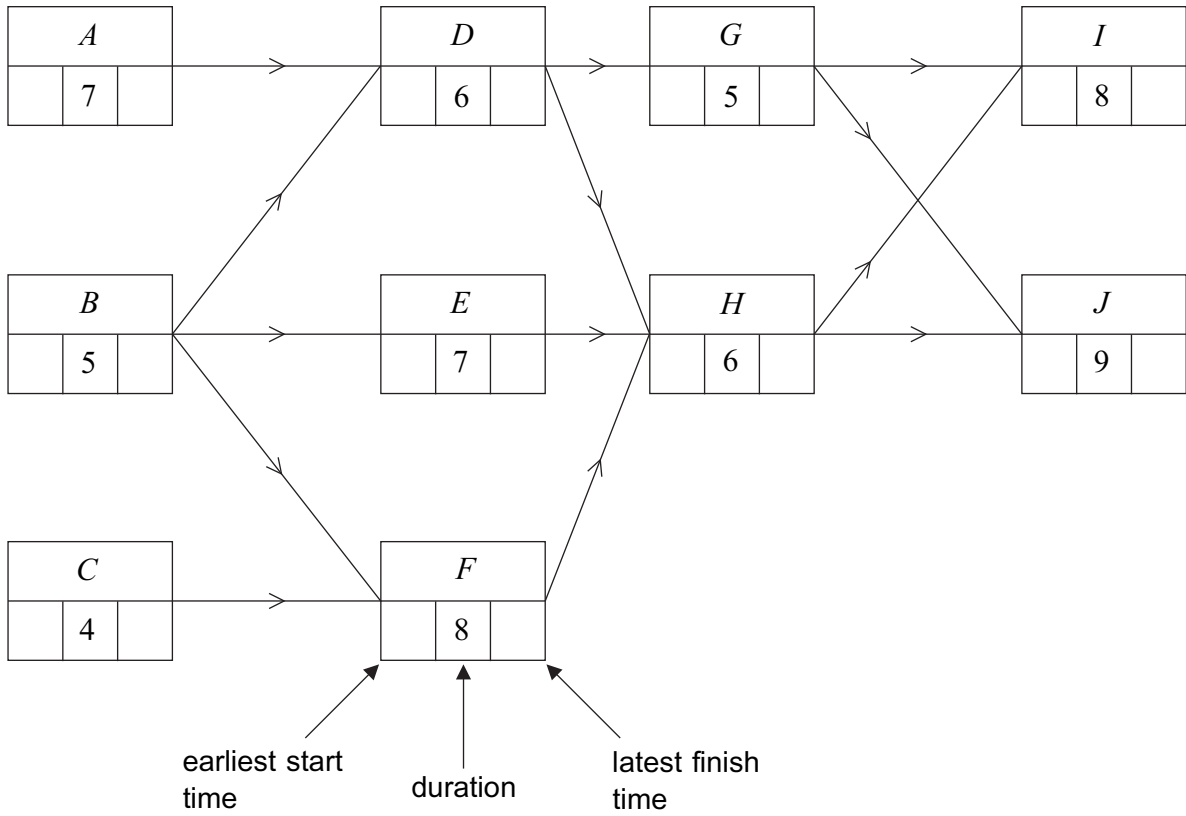 A D G I
7 6 5 8
B E H J
5 7 6 9
C F
4 8
earliest start
time
duration
latest finish
time